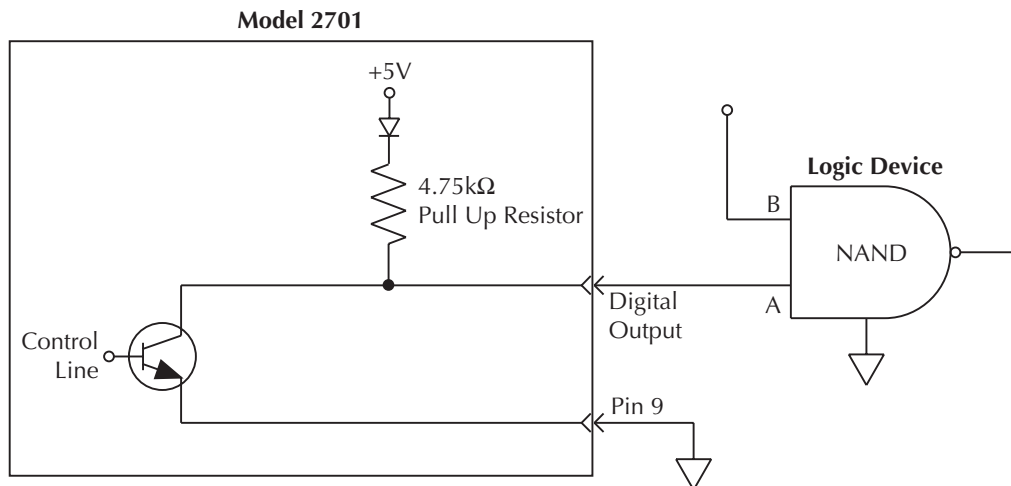 Model 2701
+5V
4.75kΩ
Pull Up Resistor
Logic Device
B
NAND
A
Digital
Output
Control
Line
Pin 9